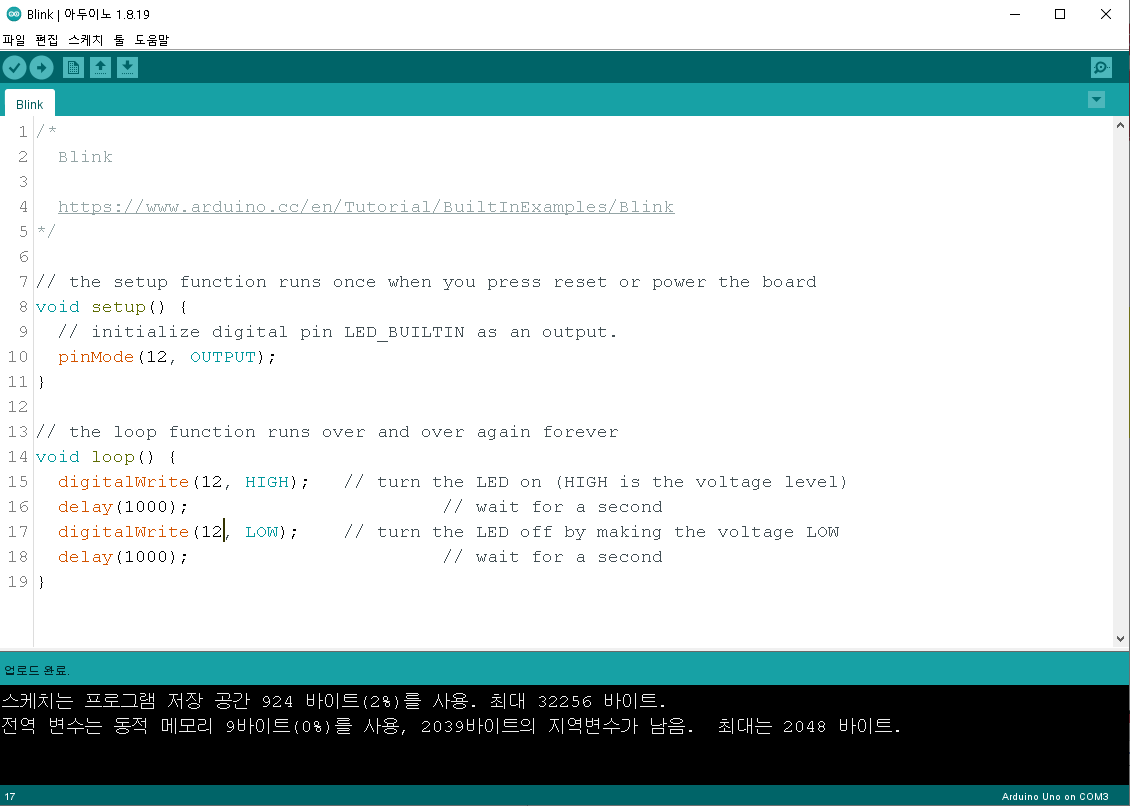 Blink | 아두이노 1.8.19
파일 편집 스케치 툴 도움말
Blink
1 /*
2   Blink
3
4   https://www.arduino.cc/en/Tutorial/BuiltInExamples/Blink
5 */
6
7 // the setup function runs once when you press reset or power the board
8 void setup() {
9   // initialize digital pin LED_BUILTIN as an output.
10   pinMode(12, OUTPUT);
11 }
12
13 // the loop function runs over and over again forever
14 void loop() {
15   digitalWrite(12, HIGH);   // turn the LED on (HIGH is the voltage level)
16   delay(1000);                       // wait for a second
17   digitalWrite(12, LOW);    // turn the LED off by making the voltage LOW
18   delay(1000);                       // wait for a second
19 }
업로드 완료.
스케치는 프로그램 저장 공간 924 바이트(2%)를 사용. 최대 32256 바이트.
전역 변수는 동적 메모리 9바이트(0%)를 사용, 2039바이트의 지역변수가 남음.  최대는 2048 바이트.
17
Arduino Uno on COM3